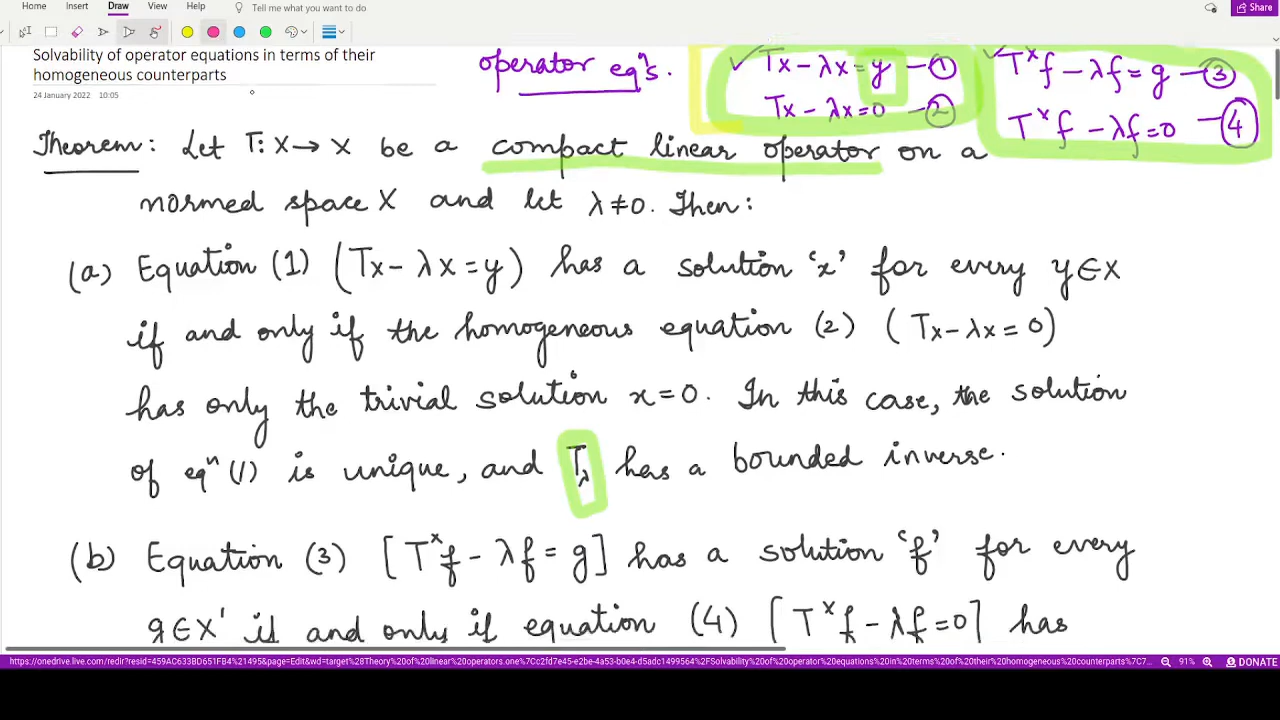 Home Insert Draw View Help Tell me what you want to do Share
Solvability of operator equations in terms of their
homogeneous counterparts
24 January 2022 10:05
operator eqⁿs.
Tx - λx = y — ①
Tx - λx = 0 — ②
T^x f - λf = g — ③
T^x f - λf = 0 — ④
Theorem: Let T: X → X be a compact linear operator on a
normed space X and let λ ≠ 0. Then:
(a) Equation (1) (Tx - λx = y) has a solution 'x' for every y ∈ X
if and only if the homogeneous equation (2) (Tx - λx = 0)
has only the trivial solution x = 0. In this case, the solution
of eqⁿ (1) is unique, and T_λ has a bounded inverse.
(b) Equation (3) [T^x f - λf = g] has a solution 'f' for every
g ∈ X' if and only if equation (4) [T^x f - λf = 0] has
91% DONATE